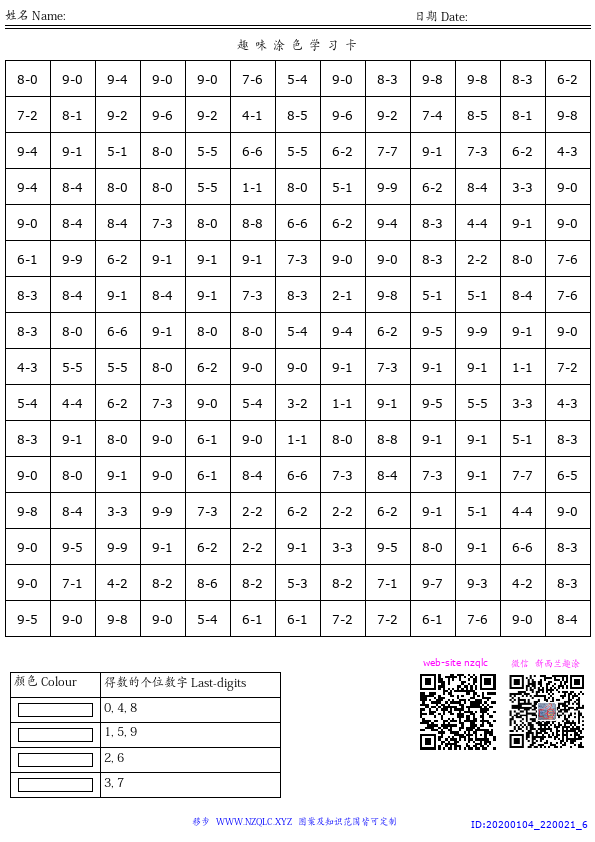 姓名 Name: 日期 Date:
趣味涂色学习卡
8-0 9-0 9-4 9-0 9-0 7-6 5-4 9-0 8-3 9-8 9-8 8-3 6-2
7-2 8-1 9-2 9-6 9-2 4-1 8-5 9-6 9-2 7-4 8-5 8-1 9-8
9-4 9-1 5-1 8-0 5-5 6-6 5-5 6-2 7-7 9-1 7-3 6-2 4-3
9-4 8-4 8-0 8-0 5-5 1-1 8-0 5-1 9-9 6-2 8-4 3-3 9-0
9-0 8-4 8-4 7-3 8-0 8-8 6-6 6-2 9-4 8-3 4-4 9-1 9-0
6-1 9-9 6-2 9-1 9-1 9-1 7-3 9-0 9-0 8-3 2-2 8-0 7-6
8-3 8-4 9-1 8-4 9-1 7-3 8-3 2-1 9-8 5-1 5-1 8-4 7-6
8-3 8-0 6-6 9-1 8-0 8-0 5-4 9-4 6-2 9-5 9-9 9-1 9-0
4-3 5-5 5-5 8-0 6-2 9-0 9-0 9-1 7-3 9-1 9-1 1-1 7-2
5-4 4-4 6-2 7-3 9-0 5-4 3-2 1-1 9-1 9-5 5-5 3-3 4-3
8-3 9-1 8-0 9-0 6-1 9-0 1-1 8-0 8-8 9-1 9-1 5-1 8-3
9-0 8-0 9-1 9-0 6-1 8-4 6-6 7-3 8-4 7-3 9-1 7-7 6-5
9-8 8-4 3-3 9-9 7-3 2-2 6-2 2-2 6-2 9-1 5-1 4-4 9-0
9-0 9-5 9-9 9-1 6-2 2-2 9-1 3-3 9-5 8-0 9-1 6-6 8-3
9-0 7-1 4-2 8-2 8-6 8-2 5-3 8-2 7-1 9-7 9-3 4-2 8-3
9-5 9-0 9-8 9-0 5-4 6-1 6-1 7-2 7-2 6-1 7-6 9-0 8-4
web-site nzqlc 微信 新西兰趣涂
颜色 Colour 得数的个位数字 Last-digits
0, 4, 8
1, 5, 9
2, 6
3, 7
移步 WWW.NZQLC.XYZ 图案及知识范围皆可定制
ID:20200104_220021_6